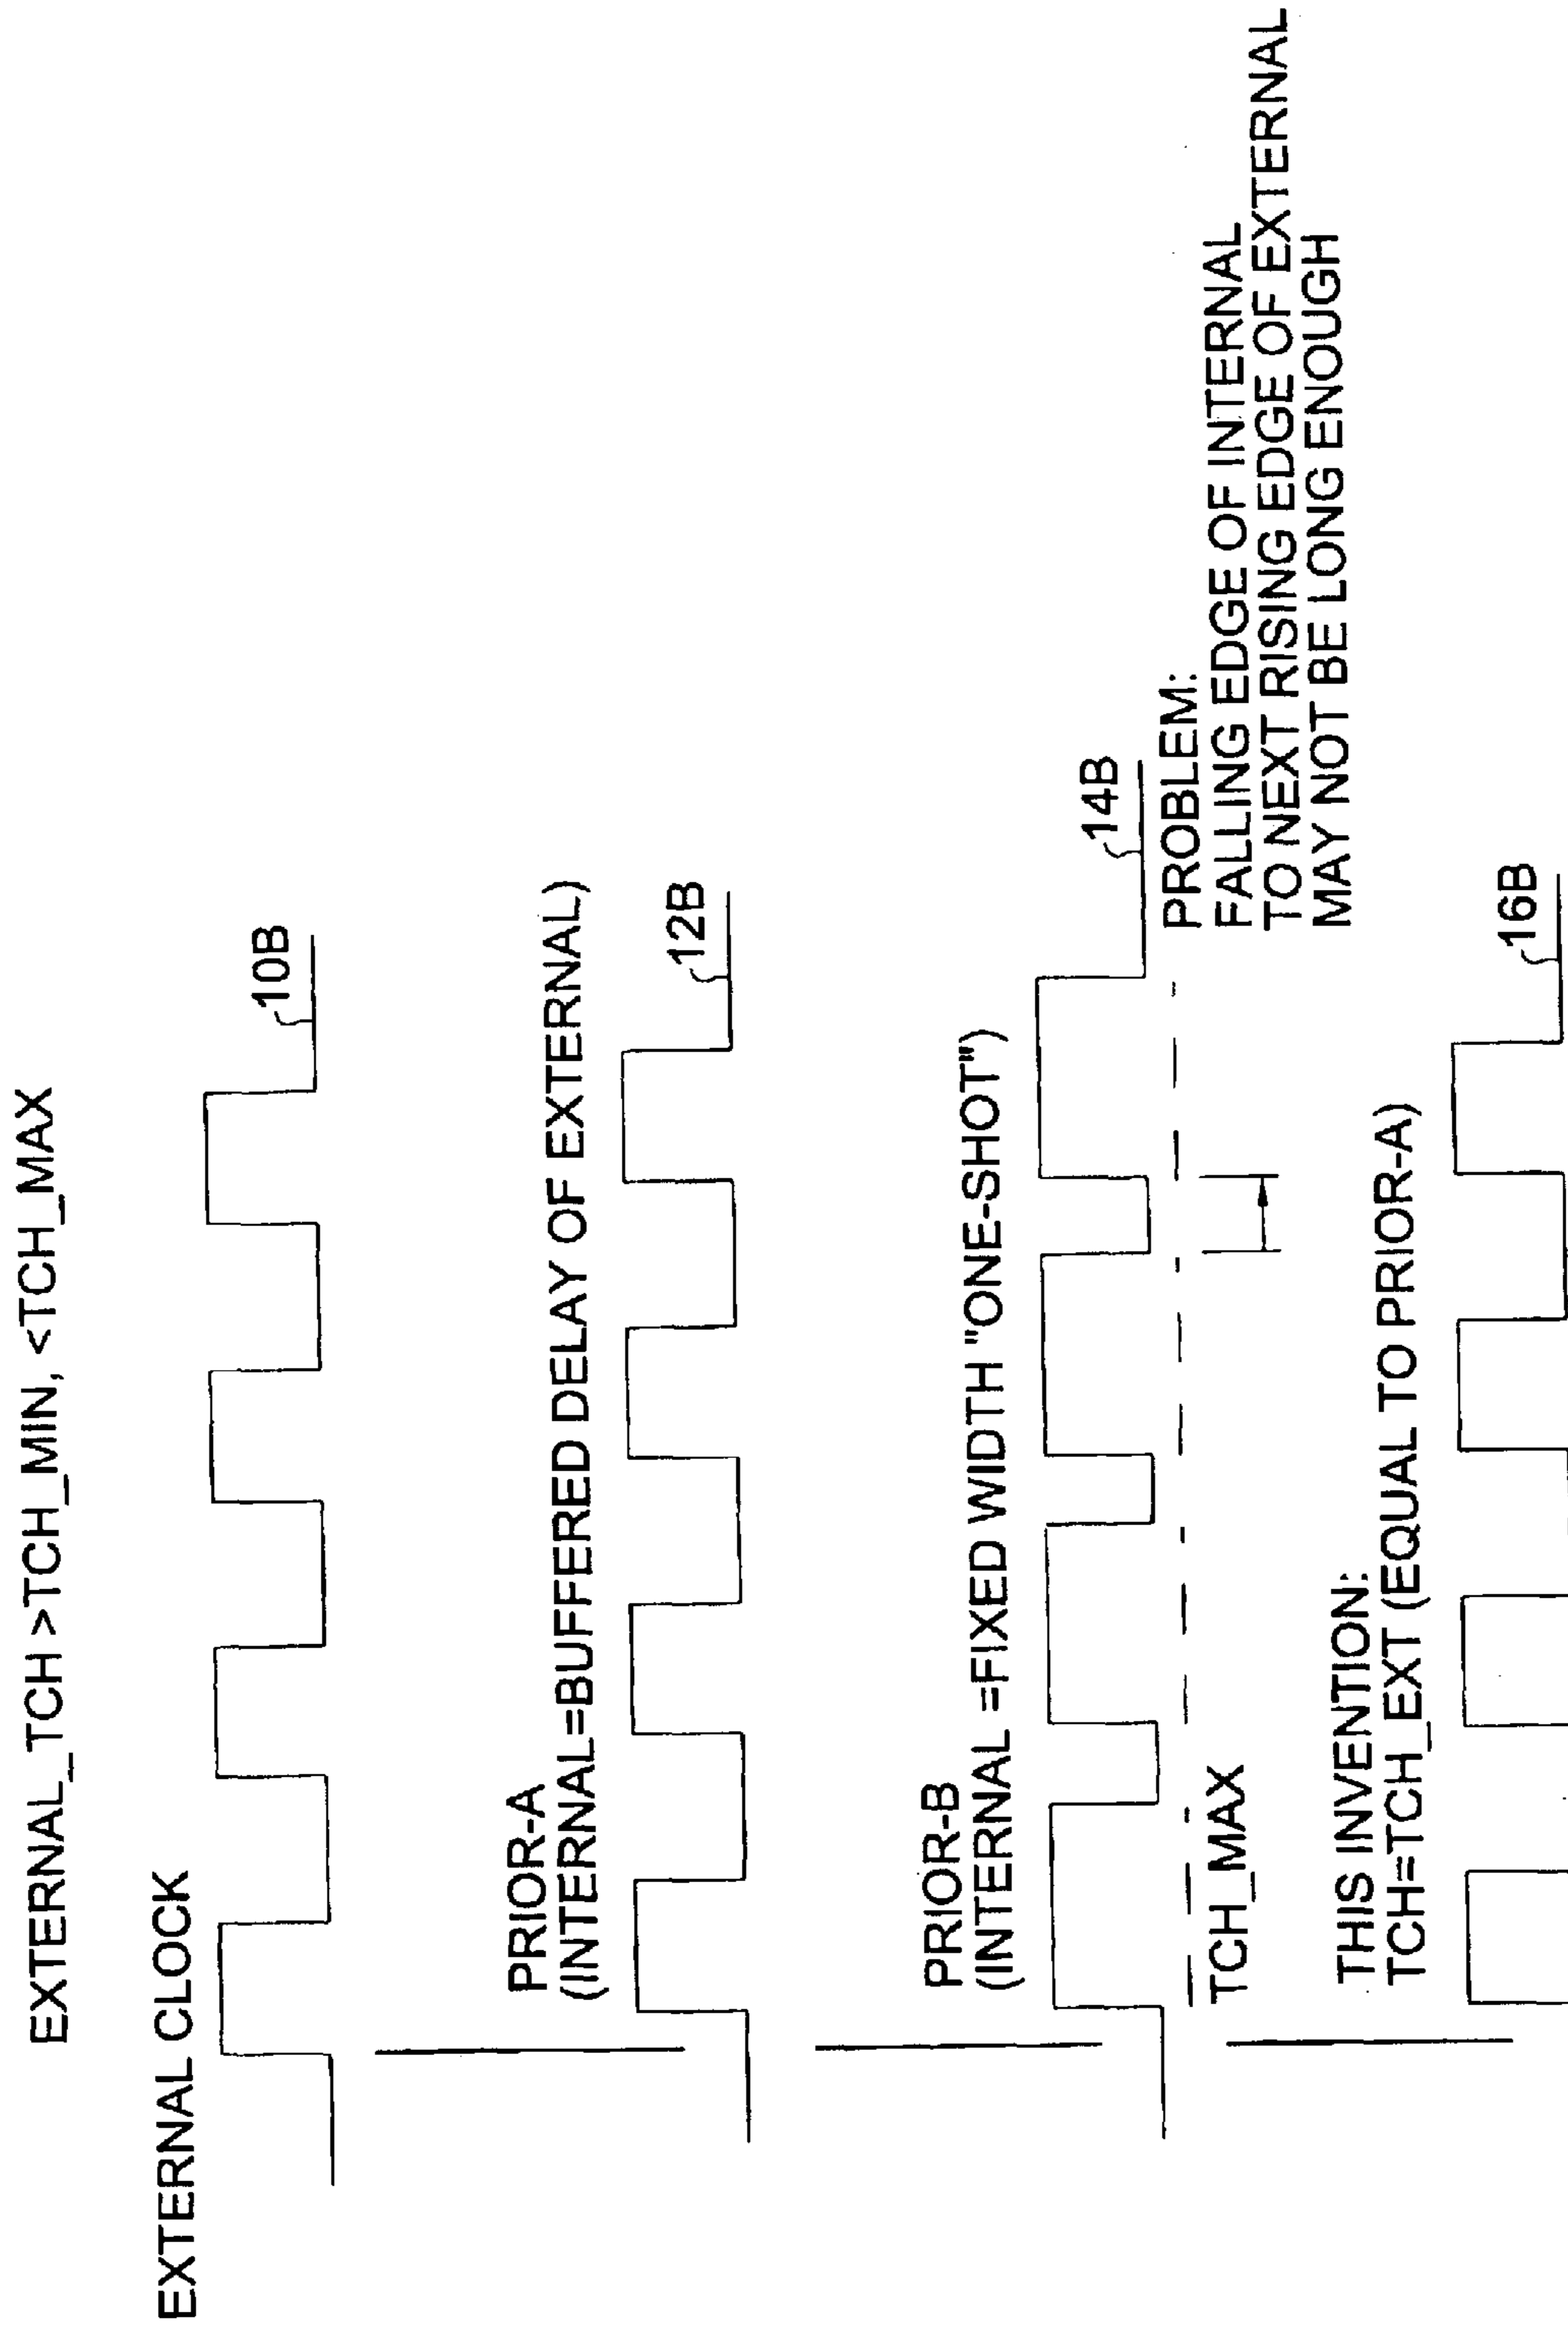 EXTERNAL_TCH >TCH_MIN, <TCH_MAX
EXTERNAL CLOCK
10B
PRIOR-A
(INTERNAL=BUFFERED DELAY OF EXTERNAL)
12B
PRIOR-B
(INTERNAL =FIXED WIDTH "ONE-SHOT")
14B
TCH_MAX
PROBLEM:
FALLING EDGE OF INTERNAL
TO NEXT RISING EDGE OF EXTERNAL
MAY NOT BE LONG ENOUGH
THIS INVENTION:
TCH=TCH_EXT (EQUAL TO PRIOR-A)
16B